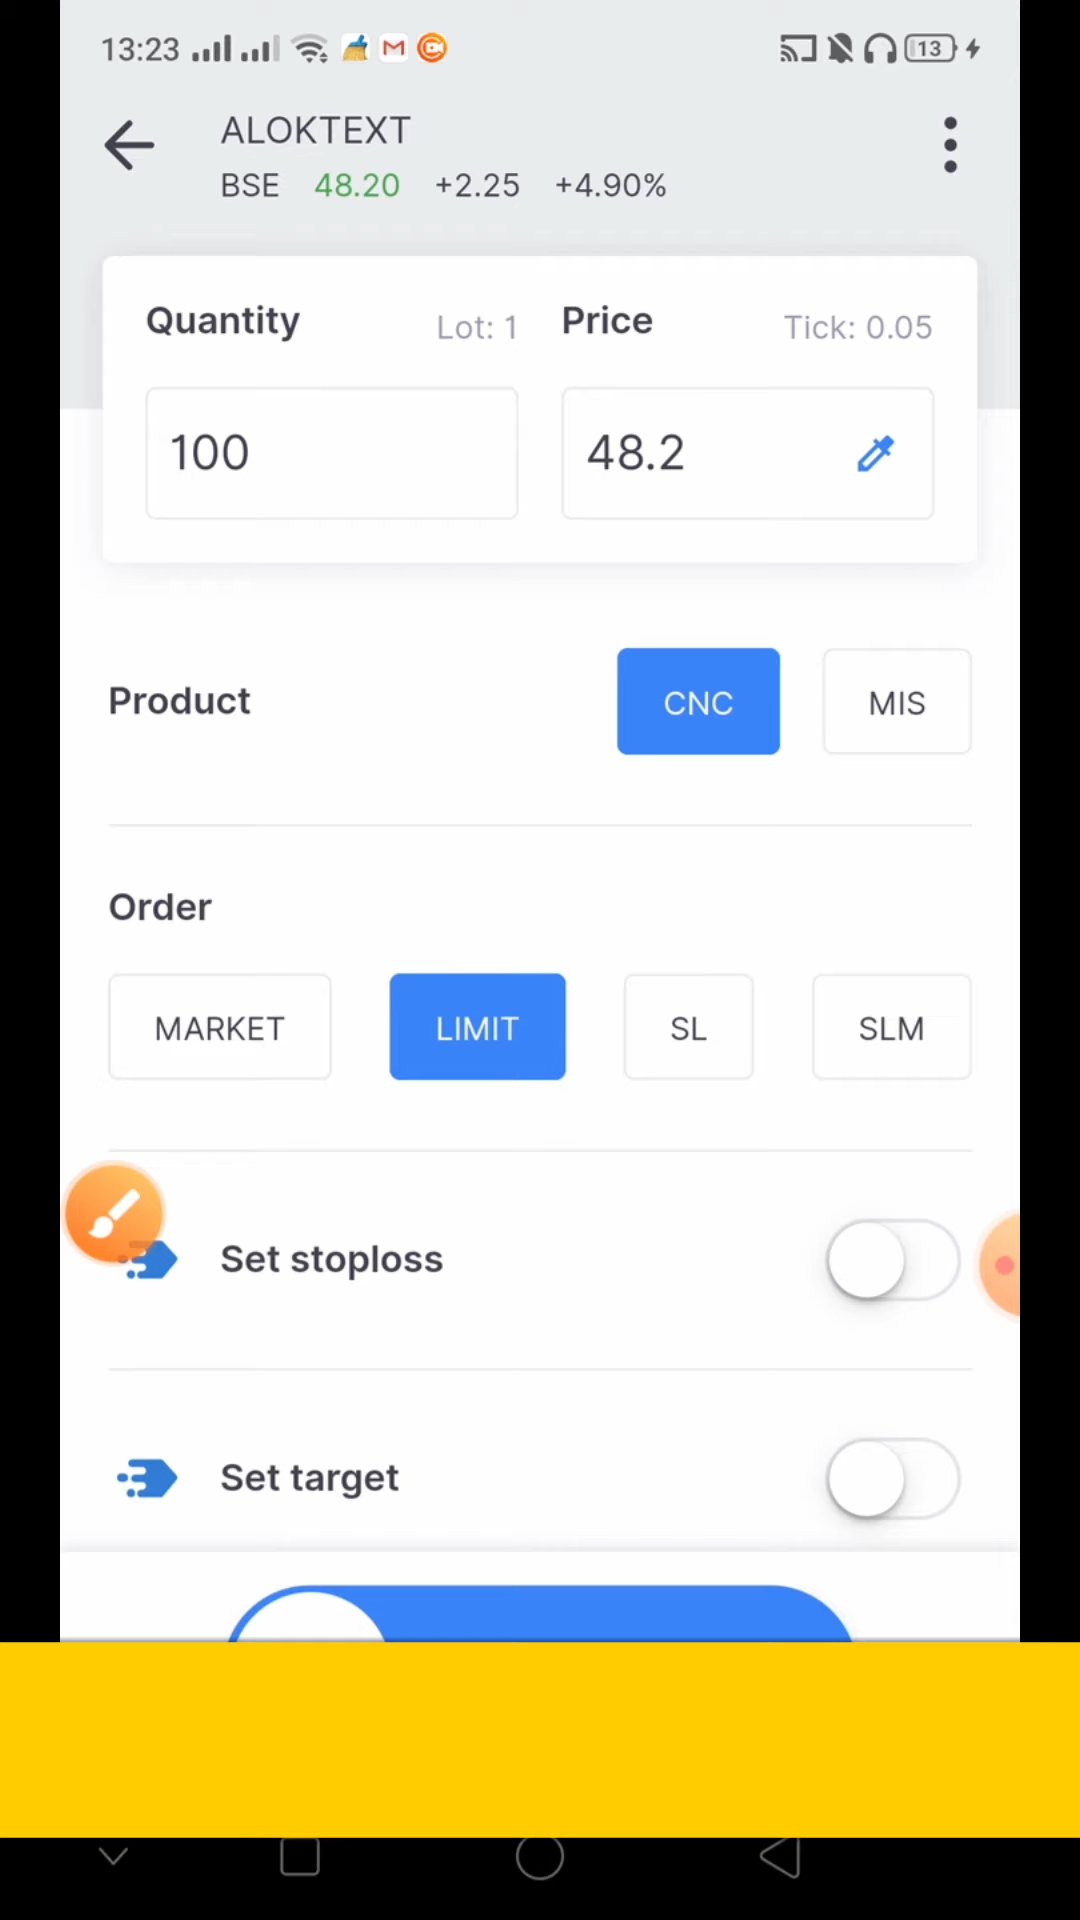 13:23 13
ALOKTEXT
BSE 48.20 +2.25 +4.90%
Quantity Lot: 1 Price Tick: 0.05
100 48.2
Product CNC MIS
Order
MARKET LIMIT SL SLM
Set stoploss
Set target